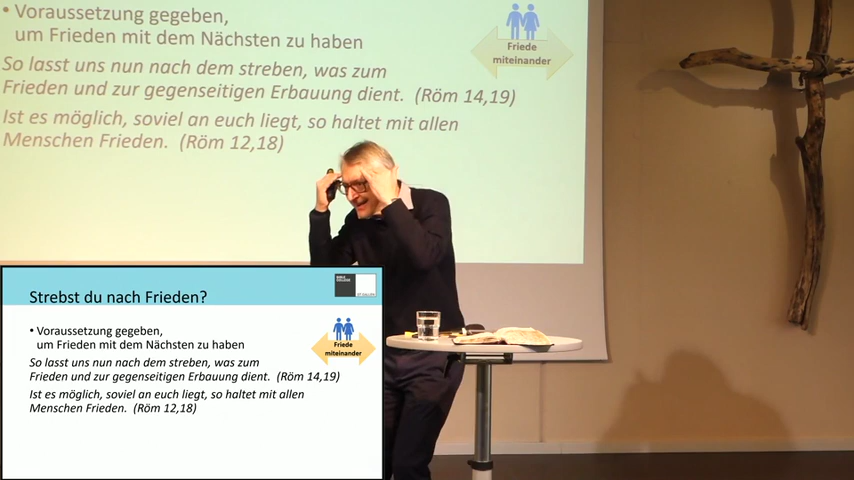 • Voraussetzung gegeben,
um Frieden mit dem Nächsten zu haben
So lasst uns nun nach dem streben, was zum
Frieden und zur gegenseitigen Erbauung dient. (Röm 14,19)
Ist es möglich, soviel an euch liegt, so haltet mit allen
Menschen Frieden. (Röm 12,18)
Friede
miteinander
Strebst du nach Frieden?
BIBLE
COLLEGE
• Voraussetzung gegeben,
um Frieden mit dem Nächsten zu haben
So lasst uns nun nach dem streben, was zum
Frieden und zur gegenseitigen Erbauung dient. (Röm 14,19)
Ist es möglich, soviel an euch liegt, so haltet mit allen
Menschen Frieden. (Röm 12,18)
Friede
miteinander